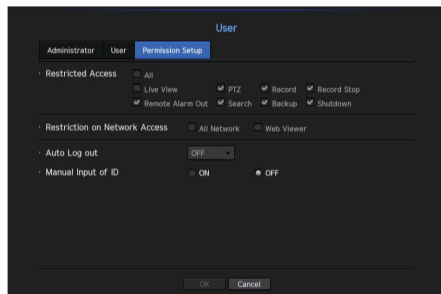 User
Administrator User Permission Setup
Restricted Access All
Live View PTZ Record Record Stop
Remote Alarm Out Search Backup Shutdown
Restriction on Network Access All Network Web Viewer
Auto Log out OFF
Manual Input of ID ON OFF
OK Cancel